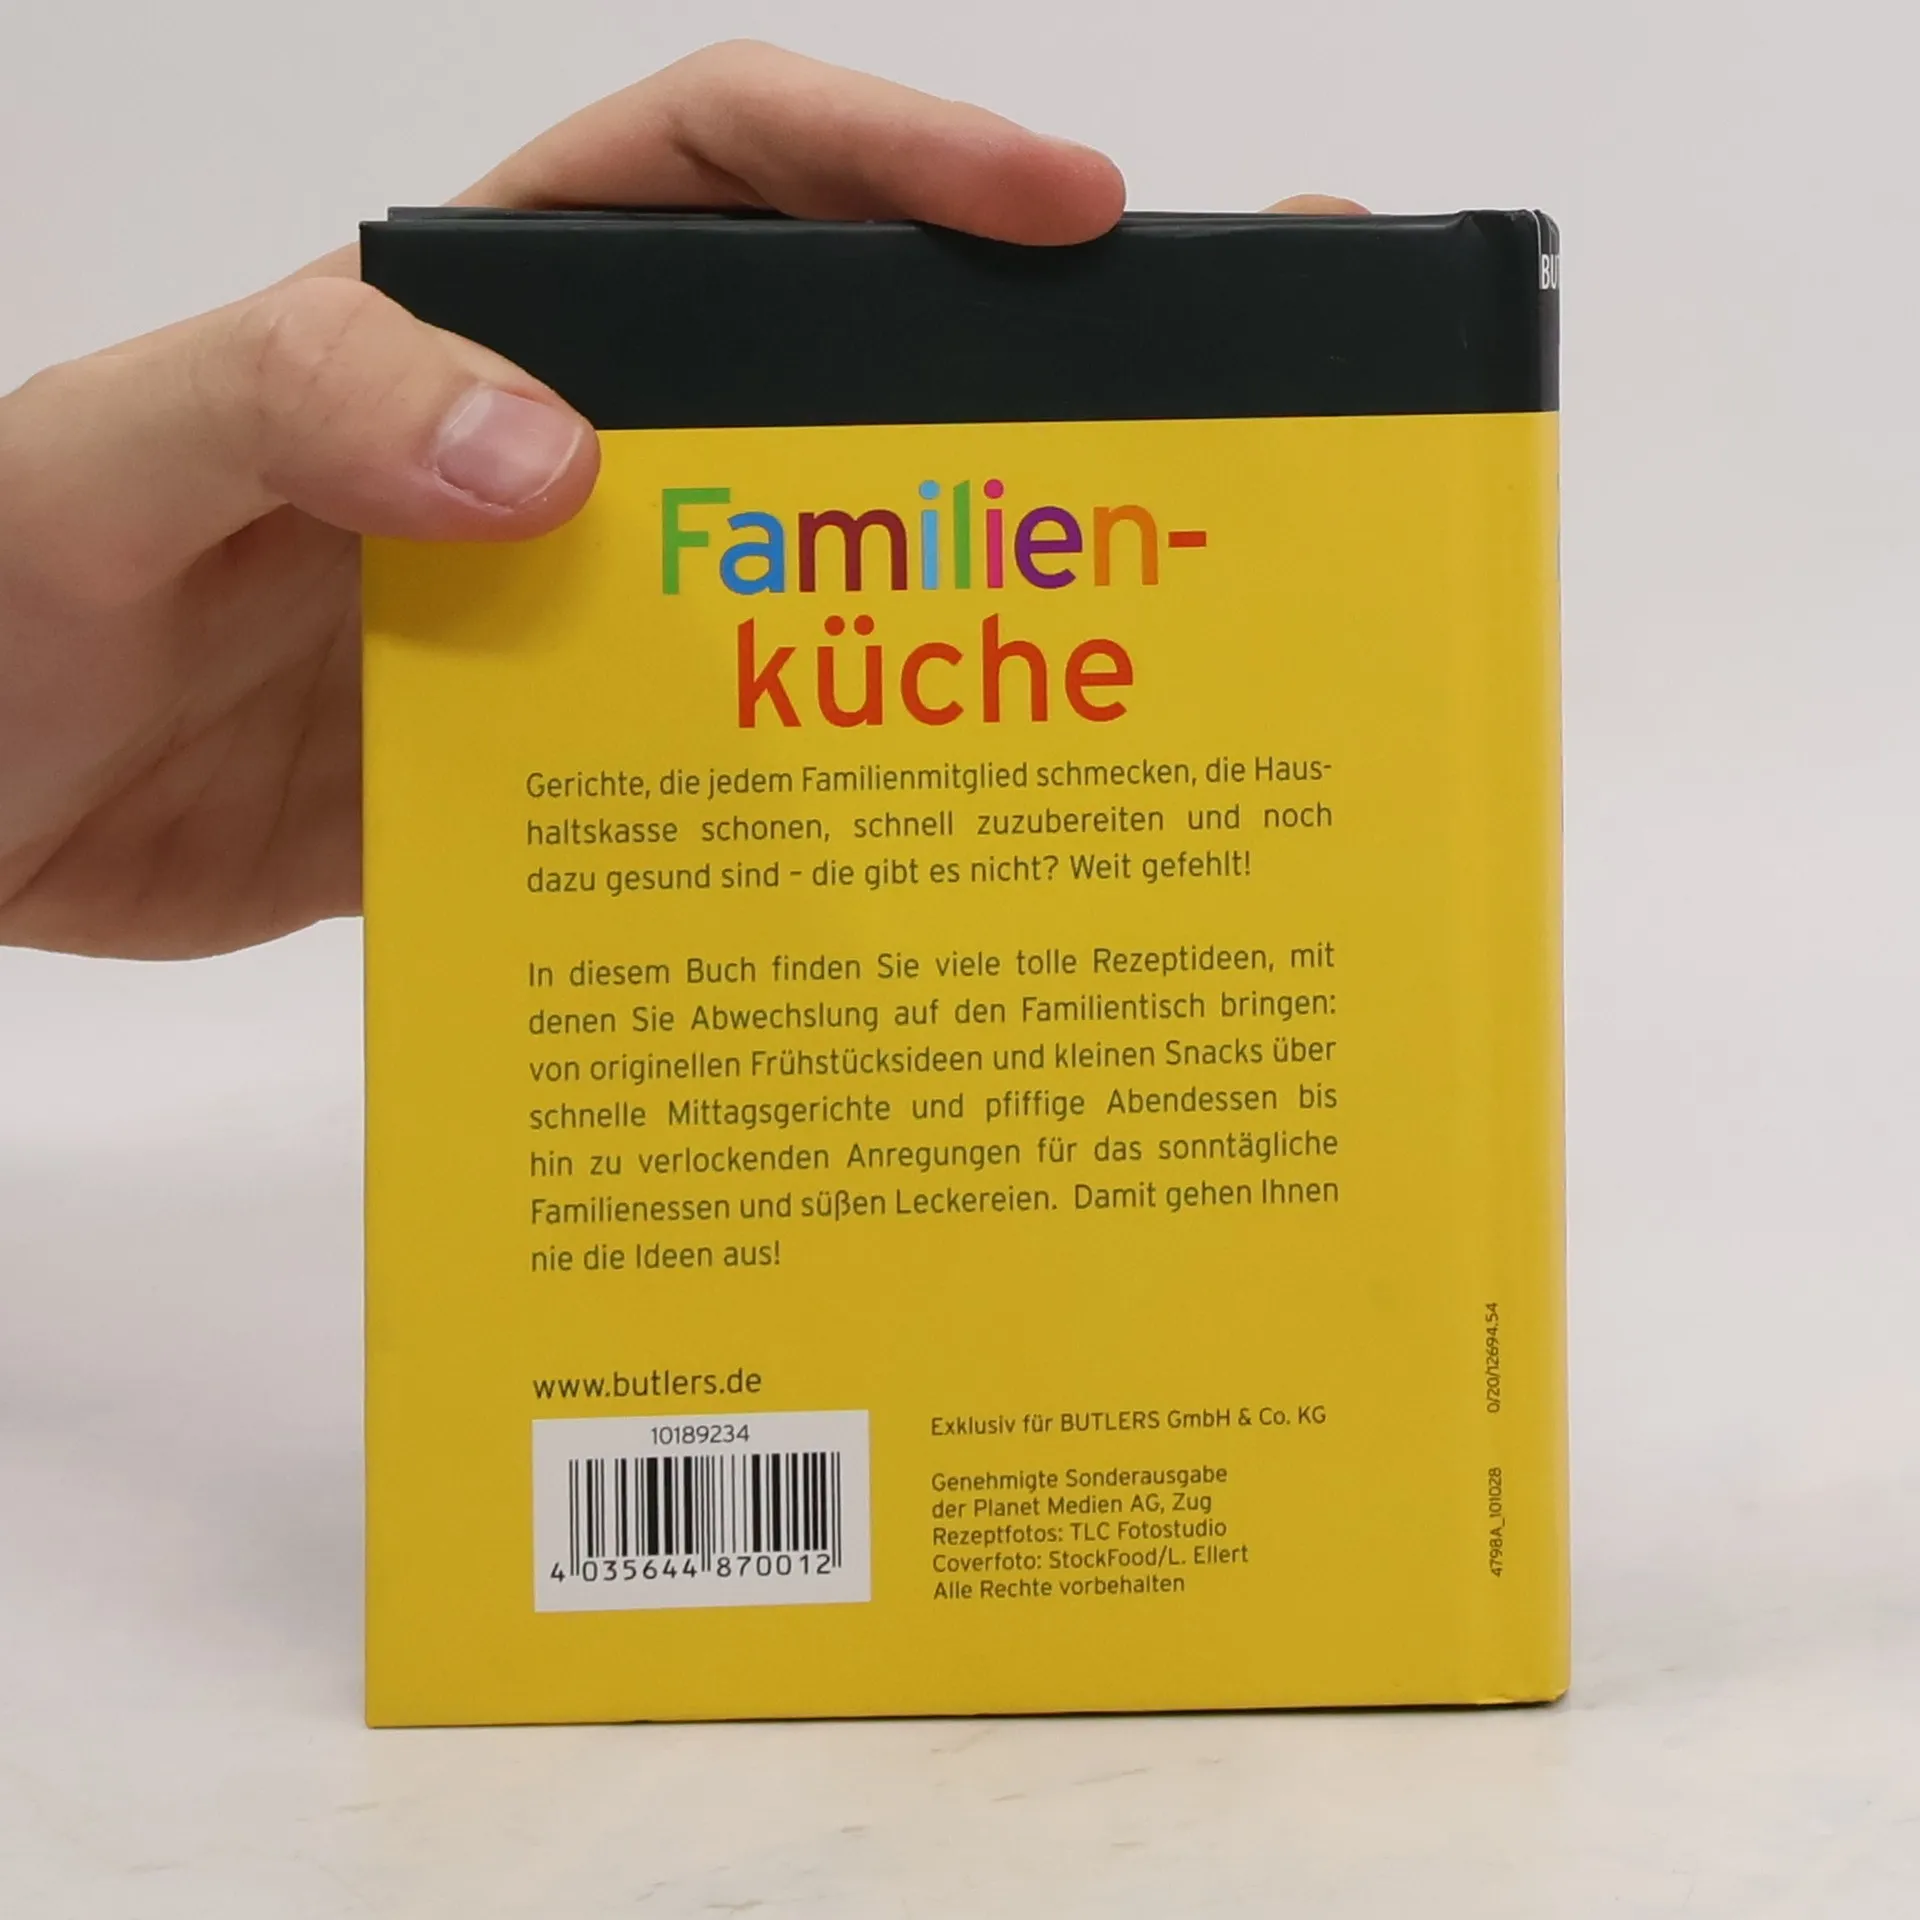 BUT
Familien-
küche
Gerichte, die jedem Familienmitglied schmecken, die Haus-
haltskasse schonen, schnell zuzubereiten und noch
dazu gesund sind – die gibt es nicht? Weit gefehlt!
In diesem Buch finden Sie viele tolle Rezeptideen, mit
denen Sie Abwechslung auf den Familientisch bringen:
von originellen Frühstücksideen und kleinen Snacks über
schnelle Mittagsgerichte und pfiffige Abendessen bis
hin zu verlockenden Anregungen für das sonntägliche
Familienessen und süßen Leckereien. Damit gehen Ihnen
nie die Ideen aus!
www.butlers.de
10189234
4 035644 870012
Exklusiv für BUTLERS GmbH & Co. KG
Genehmigte Sonderausgabe
der Planet Medien AG, Zug
Rezeptfotos: TLC Fotostudio
Coverfoto: StockFood/L. Ellert
Alle Rechte vorbehalten
4798A_101028 0/20/12694.54